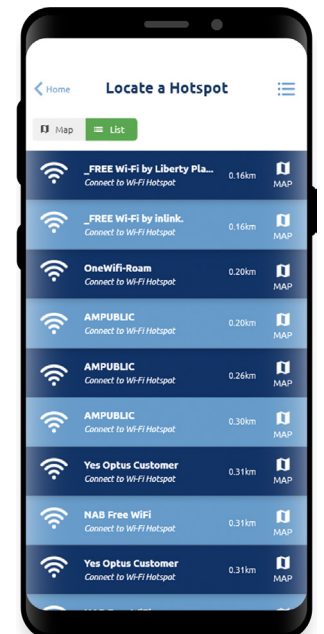 Home
Locate a Hotspot
Map
List
_FREE Wi-Fi by Liberty Pla...
Connect to Wi-Fi Hotspot
0.16km
MAP
_FREE Wi-Fi by inlink.
Connect to Wi-Fi Hotspot
0.16km
MAP
OneWifi-Roam
Connect to Wi-Fi Hotspot
0.20km
MAP
AMPUBLIC
Connect to Wi-Fi Hotspot
0.20km
MAP
AMPUBLIC
Connect to Wi-Fi Hotspot
0.26km
MAP
AMPUBLIC
Connect to Wi-Fi Hotspot
0.30km
MAP
Yes Optus Customer
Connect to Wi-Fi Hotspot
0.31km
MAP
NAB Free WiFi
Connect to Wi-Fi Hotspot
0.31km
MAP
Yes Optus Customer
Connect to Wi-Fi Hotspot
0.31km
MAP